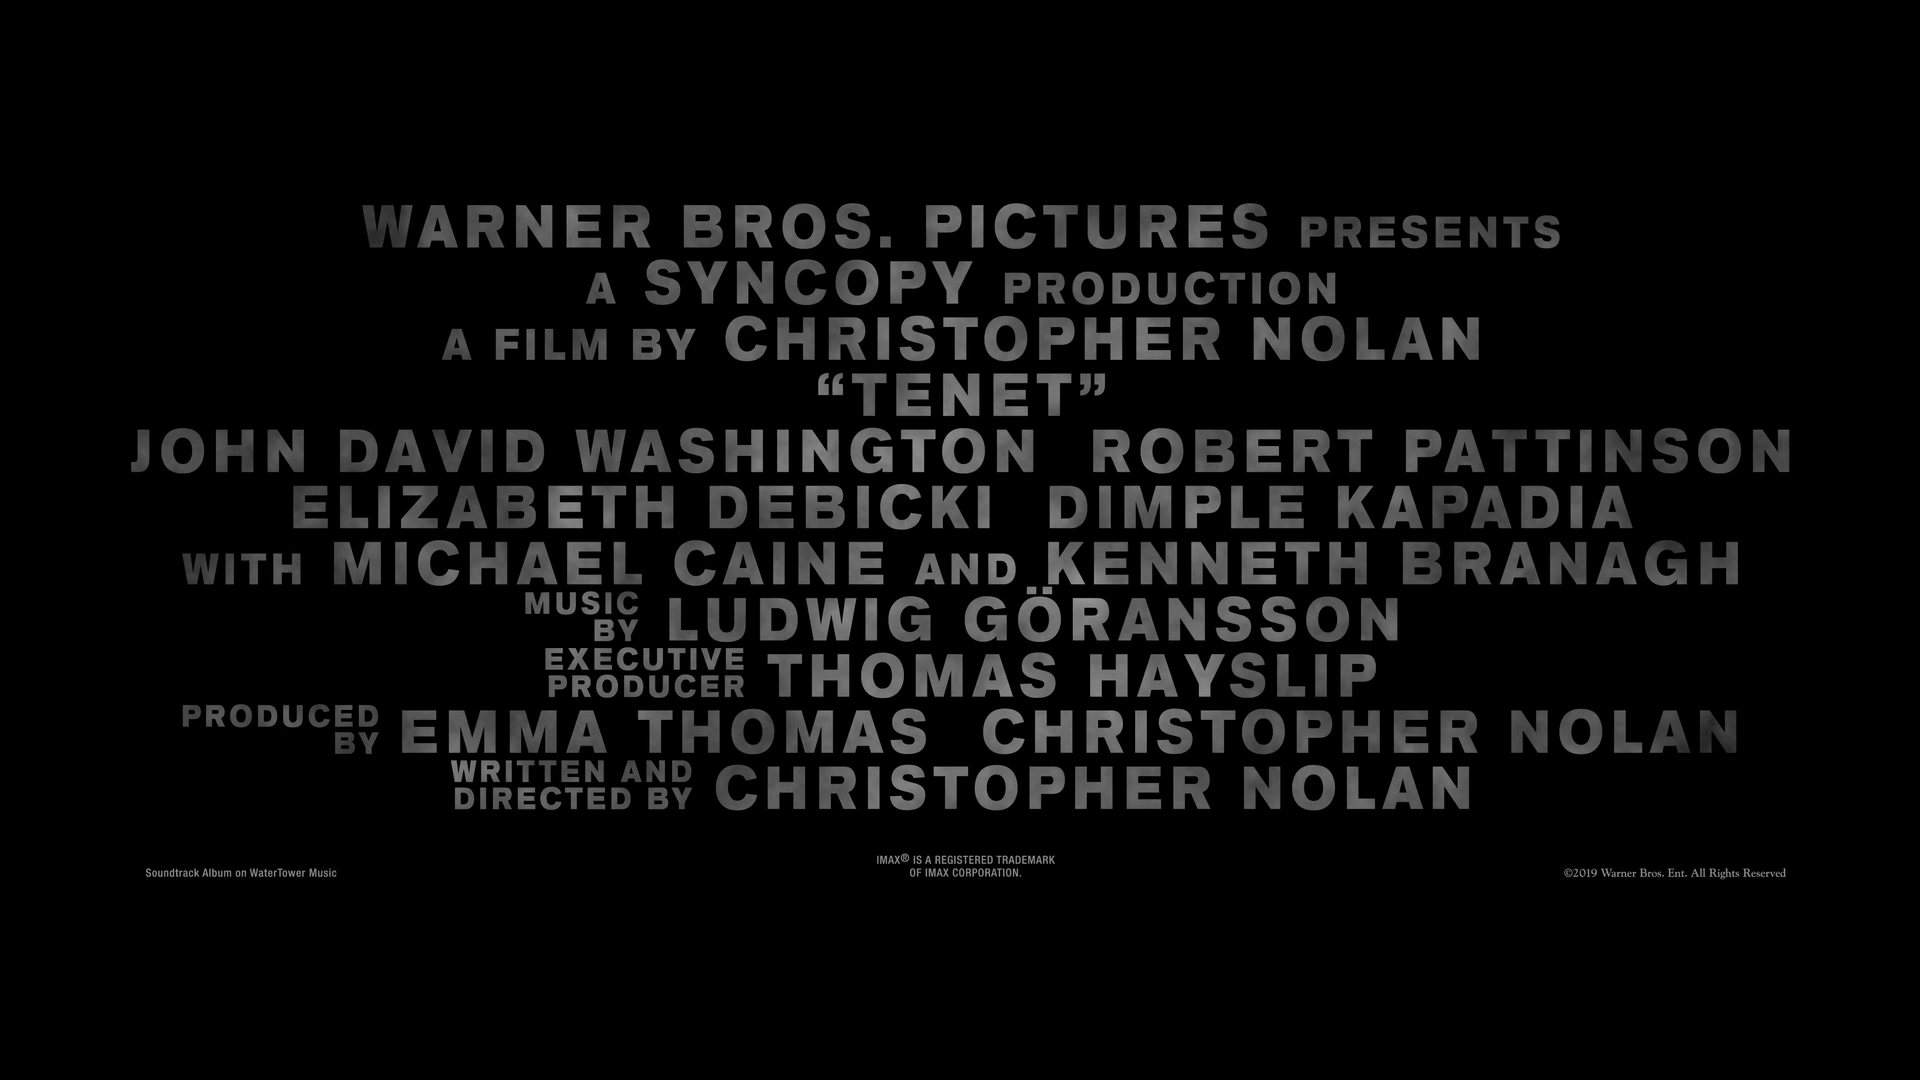 WARNER BROS. PICTURES PRESENTS
A SYNCOPY PRODUCTION
A FILM BY CHRISTOPHER NOLAN
“TENET”
JOHN DAVID WASHINGTON ROBERT PATTINSON
ELIZABETH DEBICKI DIMPLE KAPADIA
WITH MICHAEL CAINE AND KENNETH BRANAGH
MUSIC BY LUDWIG GÖRANSSON
EXECUTIVE PRODUCER THOMAS HAYSLIP
PRODUCED BY EMMA THOMAS CHRISTOPHER NOLAN
WRITTEN AND DIRECTED BY CHRISTOPHER NOLAN
Soundtrack Album on WaterTower Music
IMAX® IS A REGISTERED TRADEMARK
OF IMAX CORPORATION.
©2019 Warner Bros. Ent. All Rights Reserved